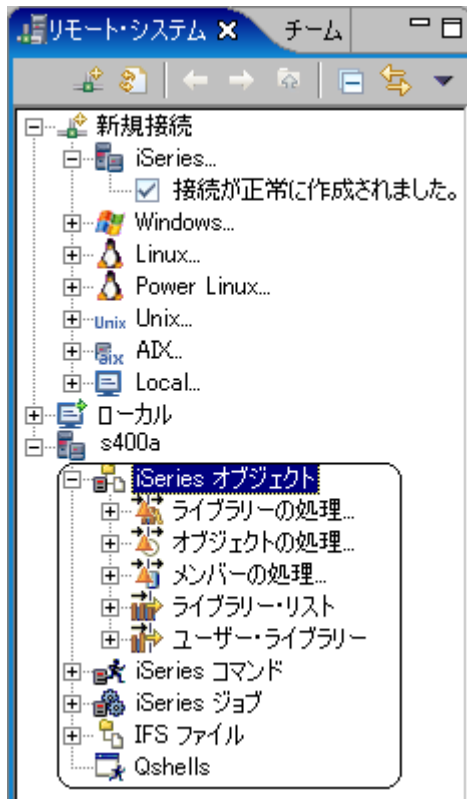 リモート・システム チーム
新規接続
iSeries...
接続が正常に作成されました。
Windows...
Linux...
Power Linux...
Unix Unix...
aix AIX...
Local...
ローカル
s400a
iSeries オブジェクト
ライブラリーの処理...
オブジェクトの処理...
メンバーの処理...
ライブラリー・リスト
ユーザー・ライブラリー
iSeries コマンド
iSeries ジョブ
IFS ファイル
Qshells